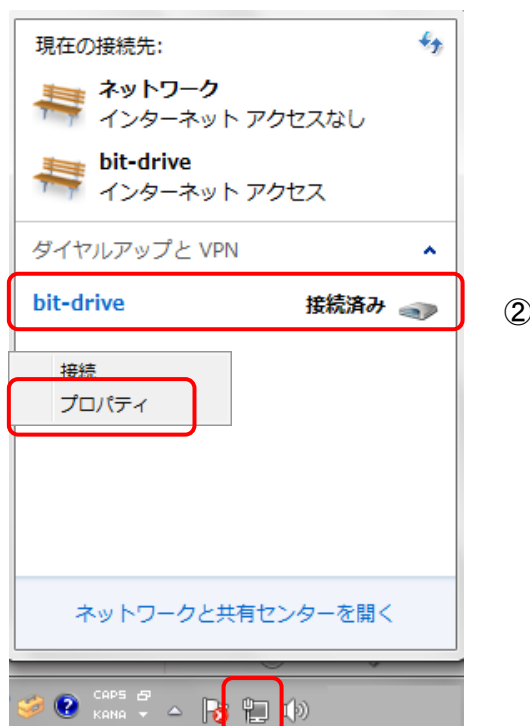 現在の接続先:
ネットワーク
インターネット アクセスなし
bit-drive
インターネット アクセス
ダイヤルアップと VPN
bit-drive 接続済み
②
接続
プロパティ
ネットワークと共有センターを開く
CAPS
KANA